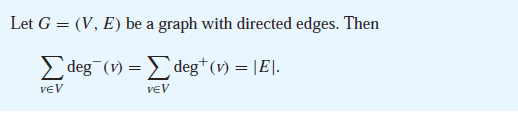 Let G = (V, E) be a graph with directed edges. Then
∑ deg⁻(v) = ∑ deg⁺(v) = |E|.
v∈V v∈V